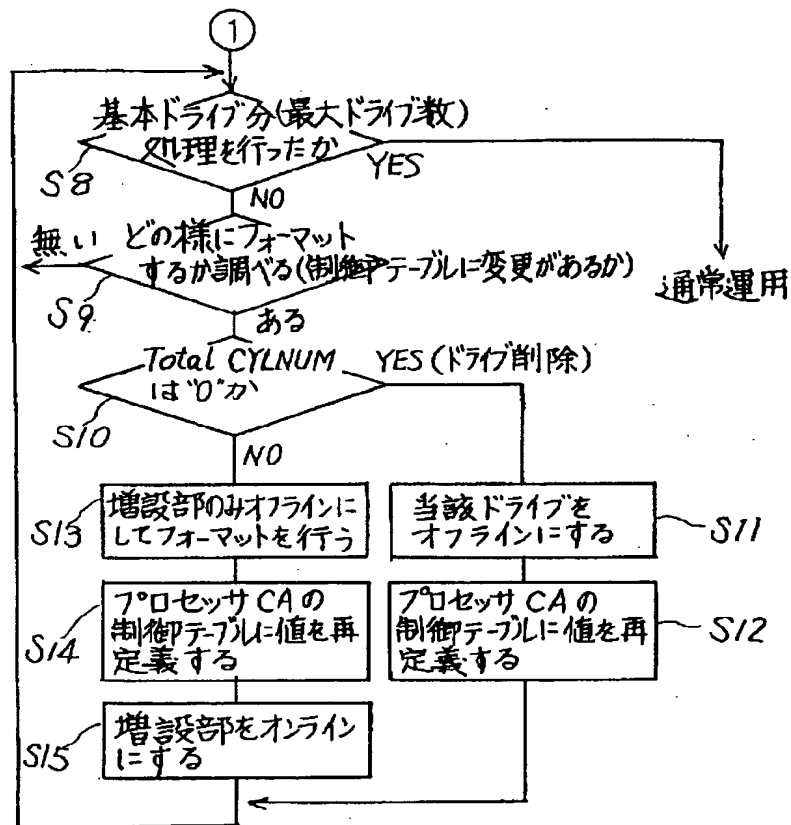 1
基本ドライブ分(最大ドライブ数)
処理を行ったか
S8
YES
NO
無い
どの様にフォーマット
するか調べる(制御テーブルに変更があるか)
通常運用
S9
ある
Total CYLNUM
は"0"か
YES(ドライブ削除)
S10
NO
増設部のみオフラインに
してフォーマットを行う
S13
当該ドライブを
オフラインにする
S11
プロセッサ CAの
制御テーブルに値を再
定義する
S14
プロセッサ CAの
制御テーブルに値を再
定義する
S12
増設部をオンライン
にする
S15